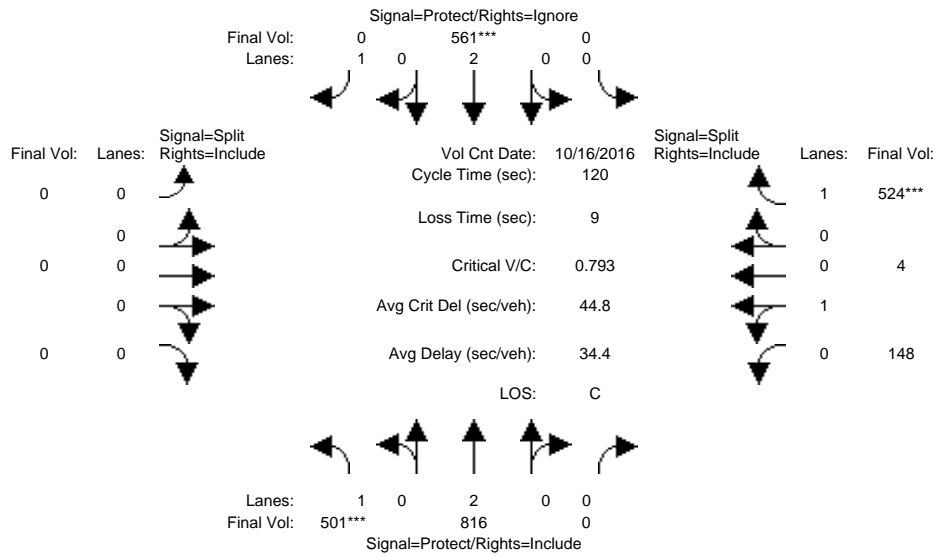 Signal=Protect/Rights=Ignore
Final Vol: 0 561*** 0
Lanes: 1 0 2 0 0
Signal=Split
Final Vol: Lanes: Rights=Include
Vol Cnt Date: 10/16/2016
Signal=Split
Rights=Include Lanes: Final Vol:
Cycle Time (sec): 120
0 0
1 524***
Loss Time (sec): 9
0
0
0 0
Critical V/C: 0.793
0 4
0
Avg Crit Del (sec/veh): 44.8
1
0 0
Avg Delay (sec/veh): 34.4
0 148
LOS: C
Lanes: 1 0 2 0 0
Final Vol: 501*** 816 0
Signal=Protect/Rights=Include